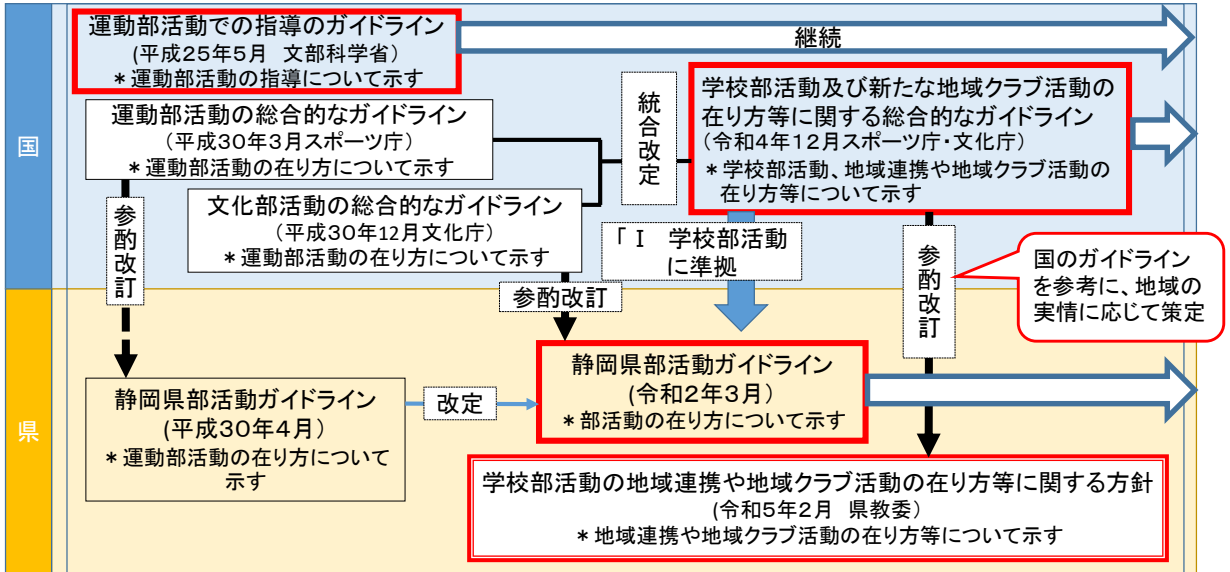 国
運動部活動での指導のガイドライン
(平成25年5月 文部科学省)
*運動部活動の指導について示す
継続
運動部活動の総合的なガイドライン
(平成30年3月スポーツ庁)
*運動部活動の在り方について示す
文化部活動の総合的なガイドライン
(平成30年12月文化庁)
*運動部活動の在り方について示す
統合改定
学校部活動及び新たな地域クラブ活動の
在り方等に関する総合的なガイドライン
(令和4年12月スポーツ庁・文化庁)
*学校部活動、地域連携や地域クラブ活動の
在り方等について示す
参酌改訂
参酌改訂
「Ⅰ 学校部活動
に準拠
参酌改訂
国のガイドライン
を参考に、地域の
実情に応じて策定
県
静岡県部活動ガイドライン
(平成30年4月)
*運動部活動の在り方について
示す
改定
静岡県部活動ガイドライン
(令和2年3月)
*部活動の在り方について示す
学校部活動の地域連携や地域クラブ活動の在り方等に関する方針
(令和5年2月 県教委)
*地域連携や地域クラブ活動の在り方等について示す